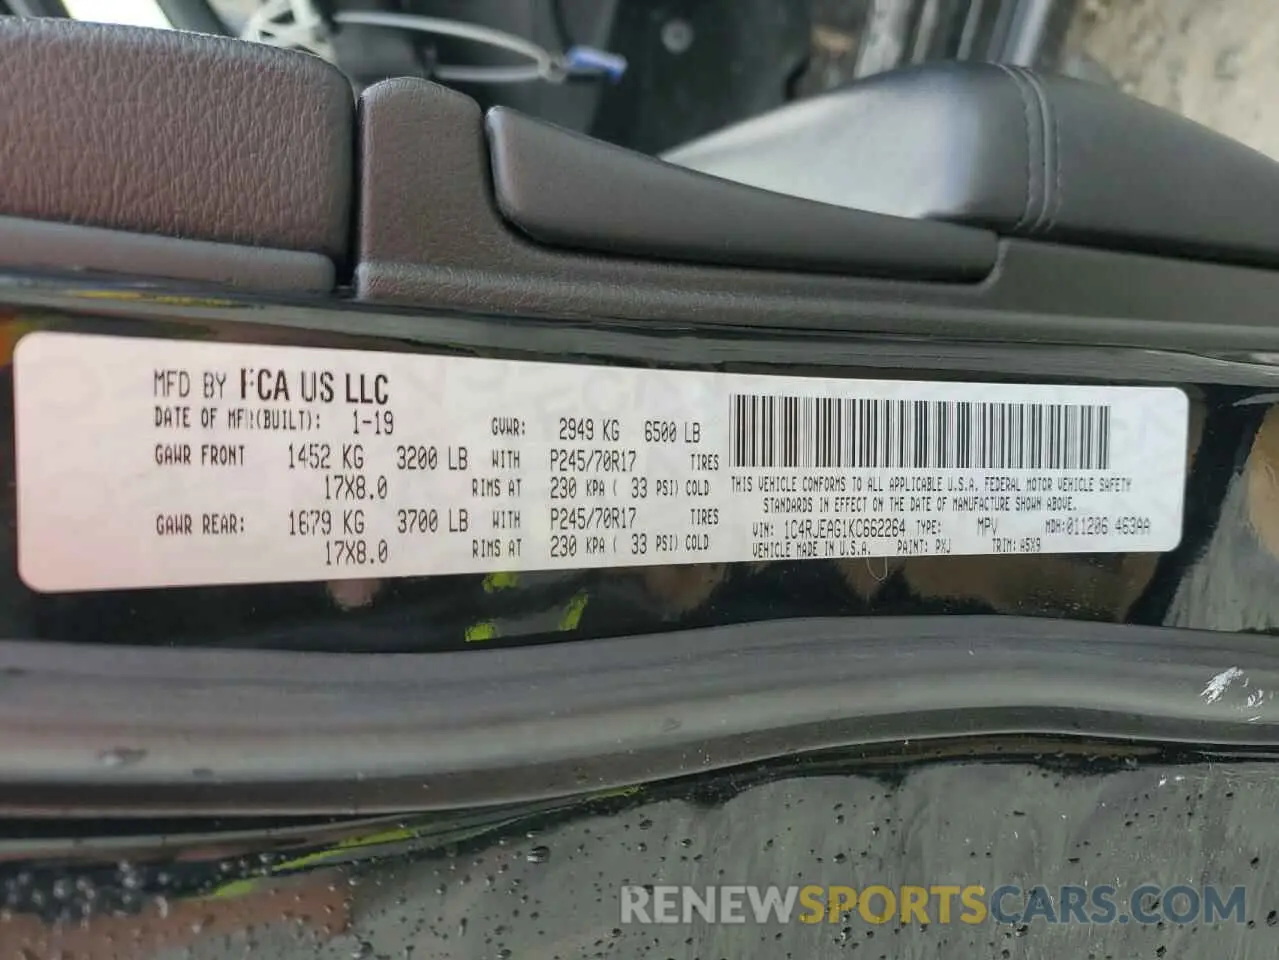 MFD BY FCA US LLC
DATE OF MFR(BUILT): 1-19 GVWR: 2949 KG 6500 LB
GAWR FRONT 1452 KG 3200 LB WITH P245/70R17 TIRES
17X8.0 RIMS AT 230 KPA ( 33 PSI) COLD
GAWR REAR: 1679 KG 3700 LB WITH P245/70R17 TIRES
17X8.0 RIMS AT 230 KPA ( 33 PSI) COLD
THIS VEHICLE CONFORMS TO ALL APPLICABLE U.S.A. FEDERAL MOTOR VEHICLE SAFETY
STANDARDS IN EFFECT ON THE DATE OF MANUFACTURE SHOWN ABOVE.
VIN: 1C4RJEAG1KC662264 TYPE: MPV MDH:011206 463AA
VEHICLE MADE IN U.S.A. PAINT: PXJ TRIM: A5X9
RENEWSPORTSCARS.COM